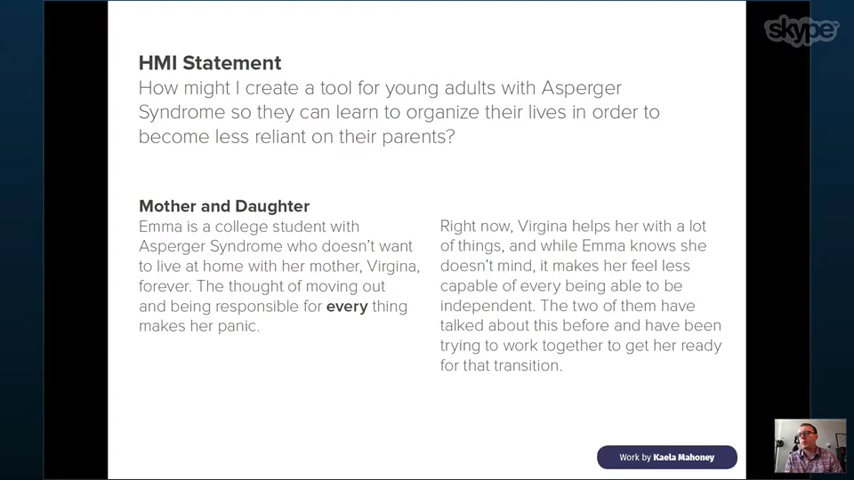 skype
HMI Statement
How might I create a tool for young adults with Asperger
Syndrome so they can learn to organize their lives in order to
become less reliant on their parents?
Mother and Daughter
Emma is a college student with
Asperger Syndrome who doesn't want
to live at home with her mother, Virgina,
forever. The thought of moving out
and being responsible for every thing
makes her panic.
Right now, Virgina helps her with a lot
of things, and while Emma knows she
doesn't mind, it makes her feel less
capable of every being able to be
independent. The two of them have
talked about this before and have been
trying to work together to get her ready
for that transition.
Work by Kaela Mahoney